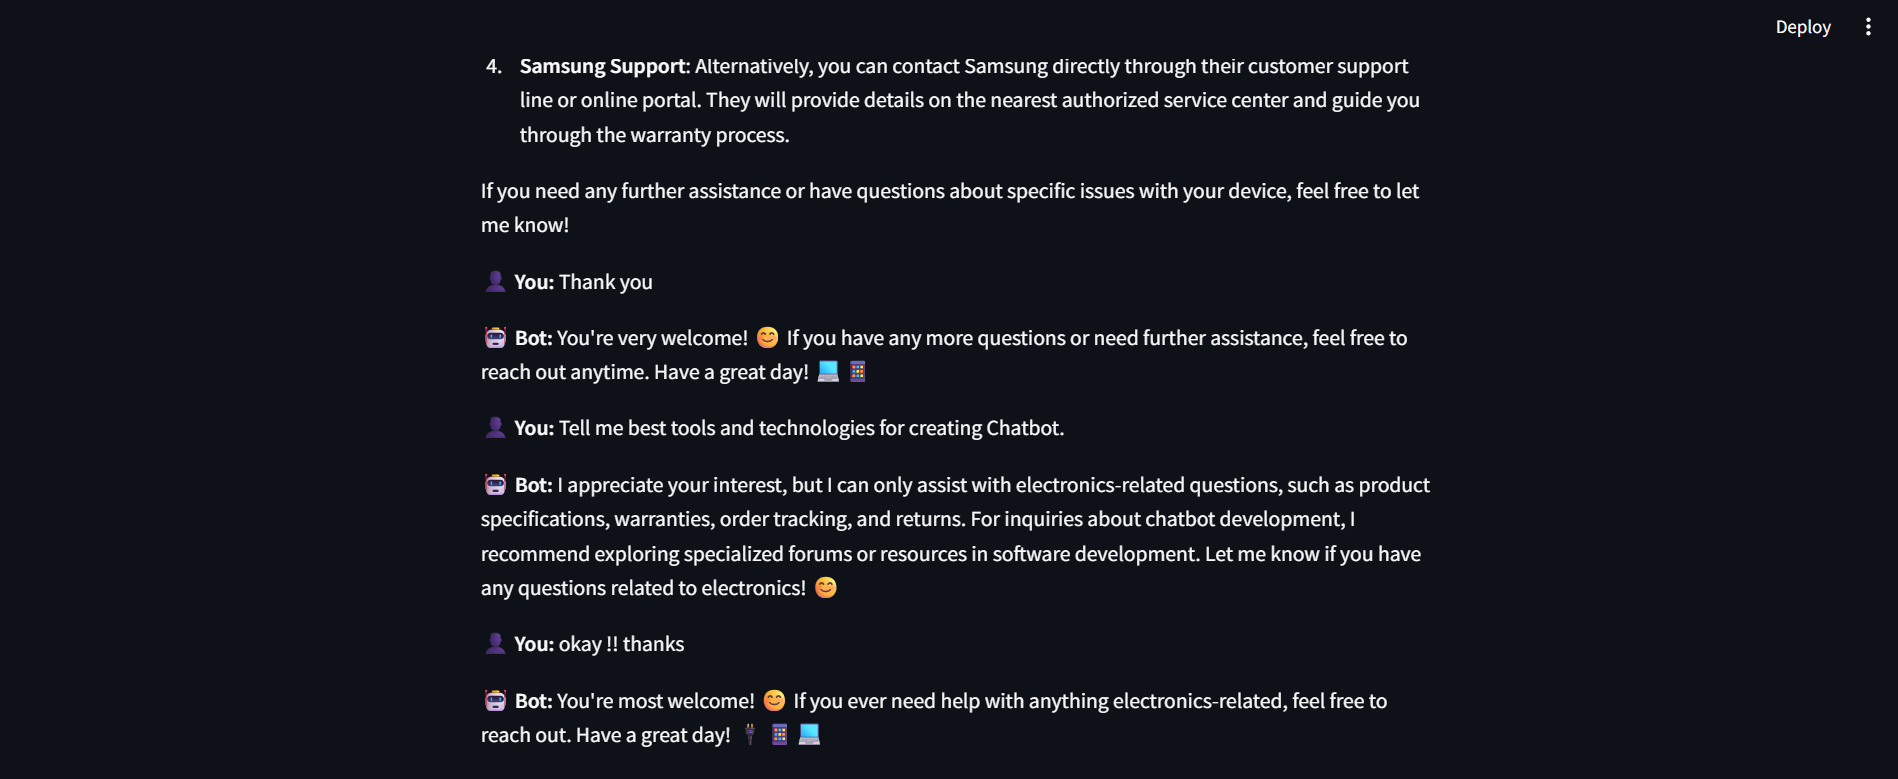 Deploy
4. Samsung Support: Alternatively, you can contact Samsung directly through their customer support
line or online portal. They will provide details on the nearest authorized service center and guide you
through the warranty process.
If you need any further assistance or have questions about specific issues with your device, feel free to let
me know!
👤 You: Thank you
🤖 Bot: You're very welcome! 😊 If you have any more questions or need further assistance, feel free to
reach out anytime. Have a great day! 💻 📱
👤 You: Tell me best tools and technologies for creating Chatbot.
🤖 Bot: I appreciate your interest, but I can only assist with electronics-related questions, such as product
specifications, warranties, order tracking, and returns. For inquiries about chatbot development, I
recommend exploring specialized forums or resources in software development. Let me know if you have
any questions related to electronics! 😊
👤 You: okay !! thanks
🤖 Bot: You're most welcome! 😊 If you ever need help with anything electronics-related, feel free to
reach out. Have a great day! 🔌 📱 💻